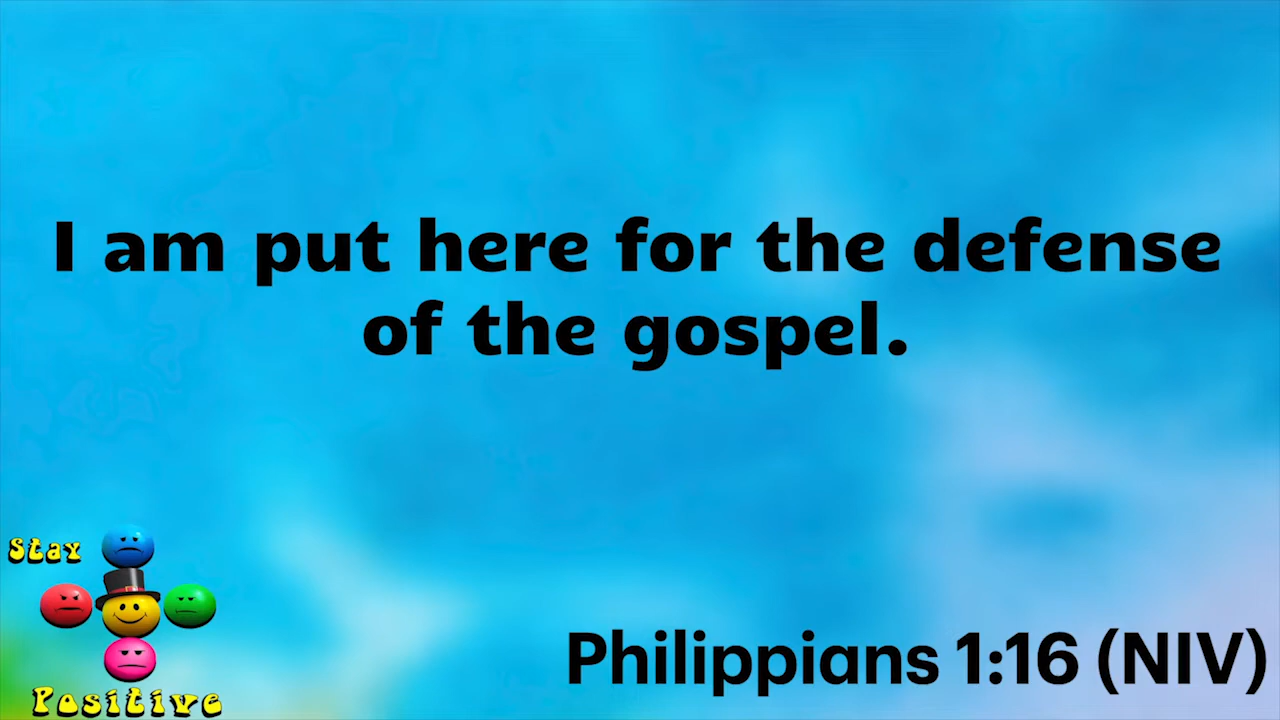 I am put here for the defense
of the gospel.
Stay
Positive
Philippians 1:16 (NIV)